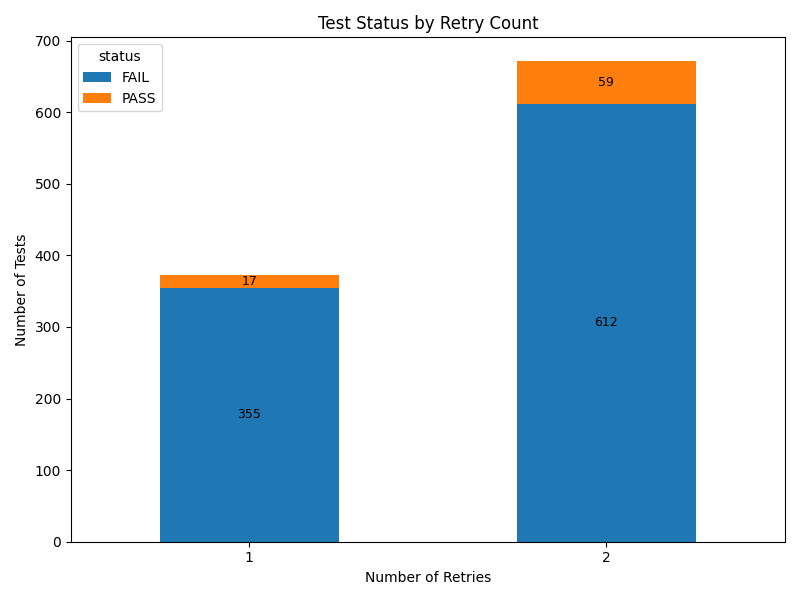 Test Status by Retry Count
700
600
500
400
300
200
100
0
Number of Tests
status
FAIL
PASS
17
355
59
612
1
2
Number of Retries